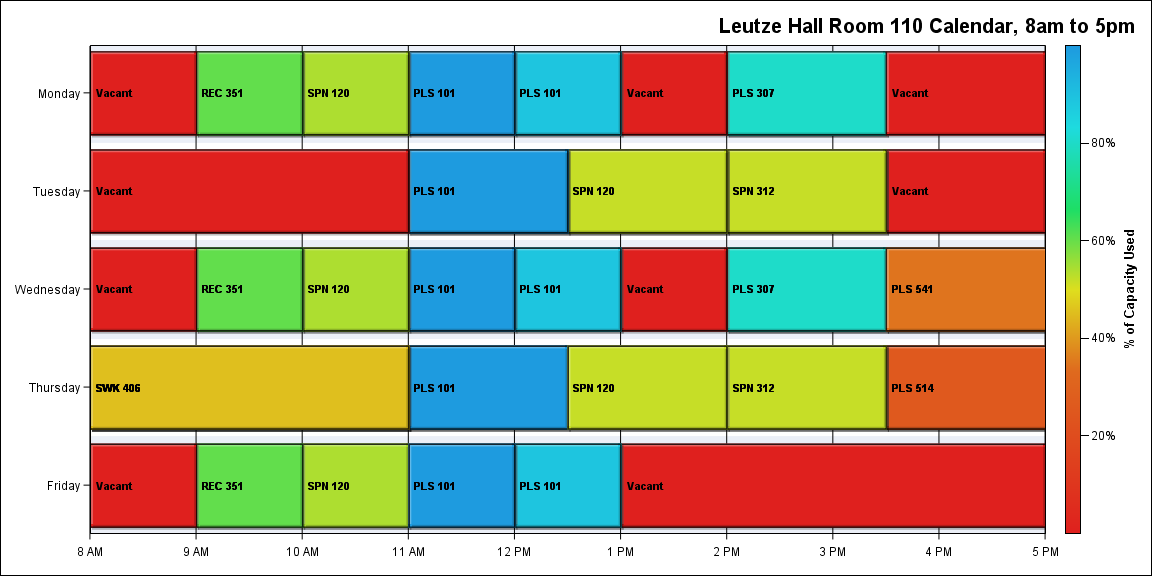 Leutze Hall Room 110 Calendar, 8am to 5pm
Monday
Vacant
REC 351
SPN 120
PLS 101
PLS 101
Vacant
PLS 307
Vacant
Tuesday
Vacant
PLS 101
SPN 120
SPN 312
Vacant
Wednesday
Vacant
REC 351
SPN 120
PLS 101
PLS 101
Vacant
PLS 307
PLS 541
Thursday
SWK 406
PLS 101
SPN 120
SPN 312
PLS 514
Friday
Vacant
REC 351
SPN 120
PLS 101
PLS 101
Vacant
8 AM
9 AM
10 AM
11 AM
12 PM
1 PM
2 PM
3 PM
4 PM
5 PM
80%
60%
40%
20%
% of Capacity Used